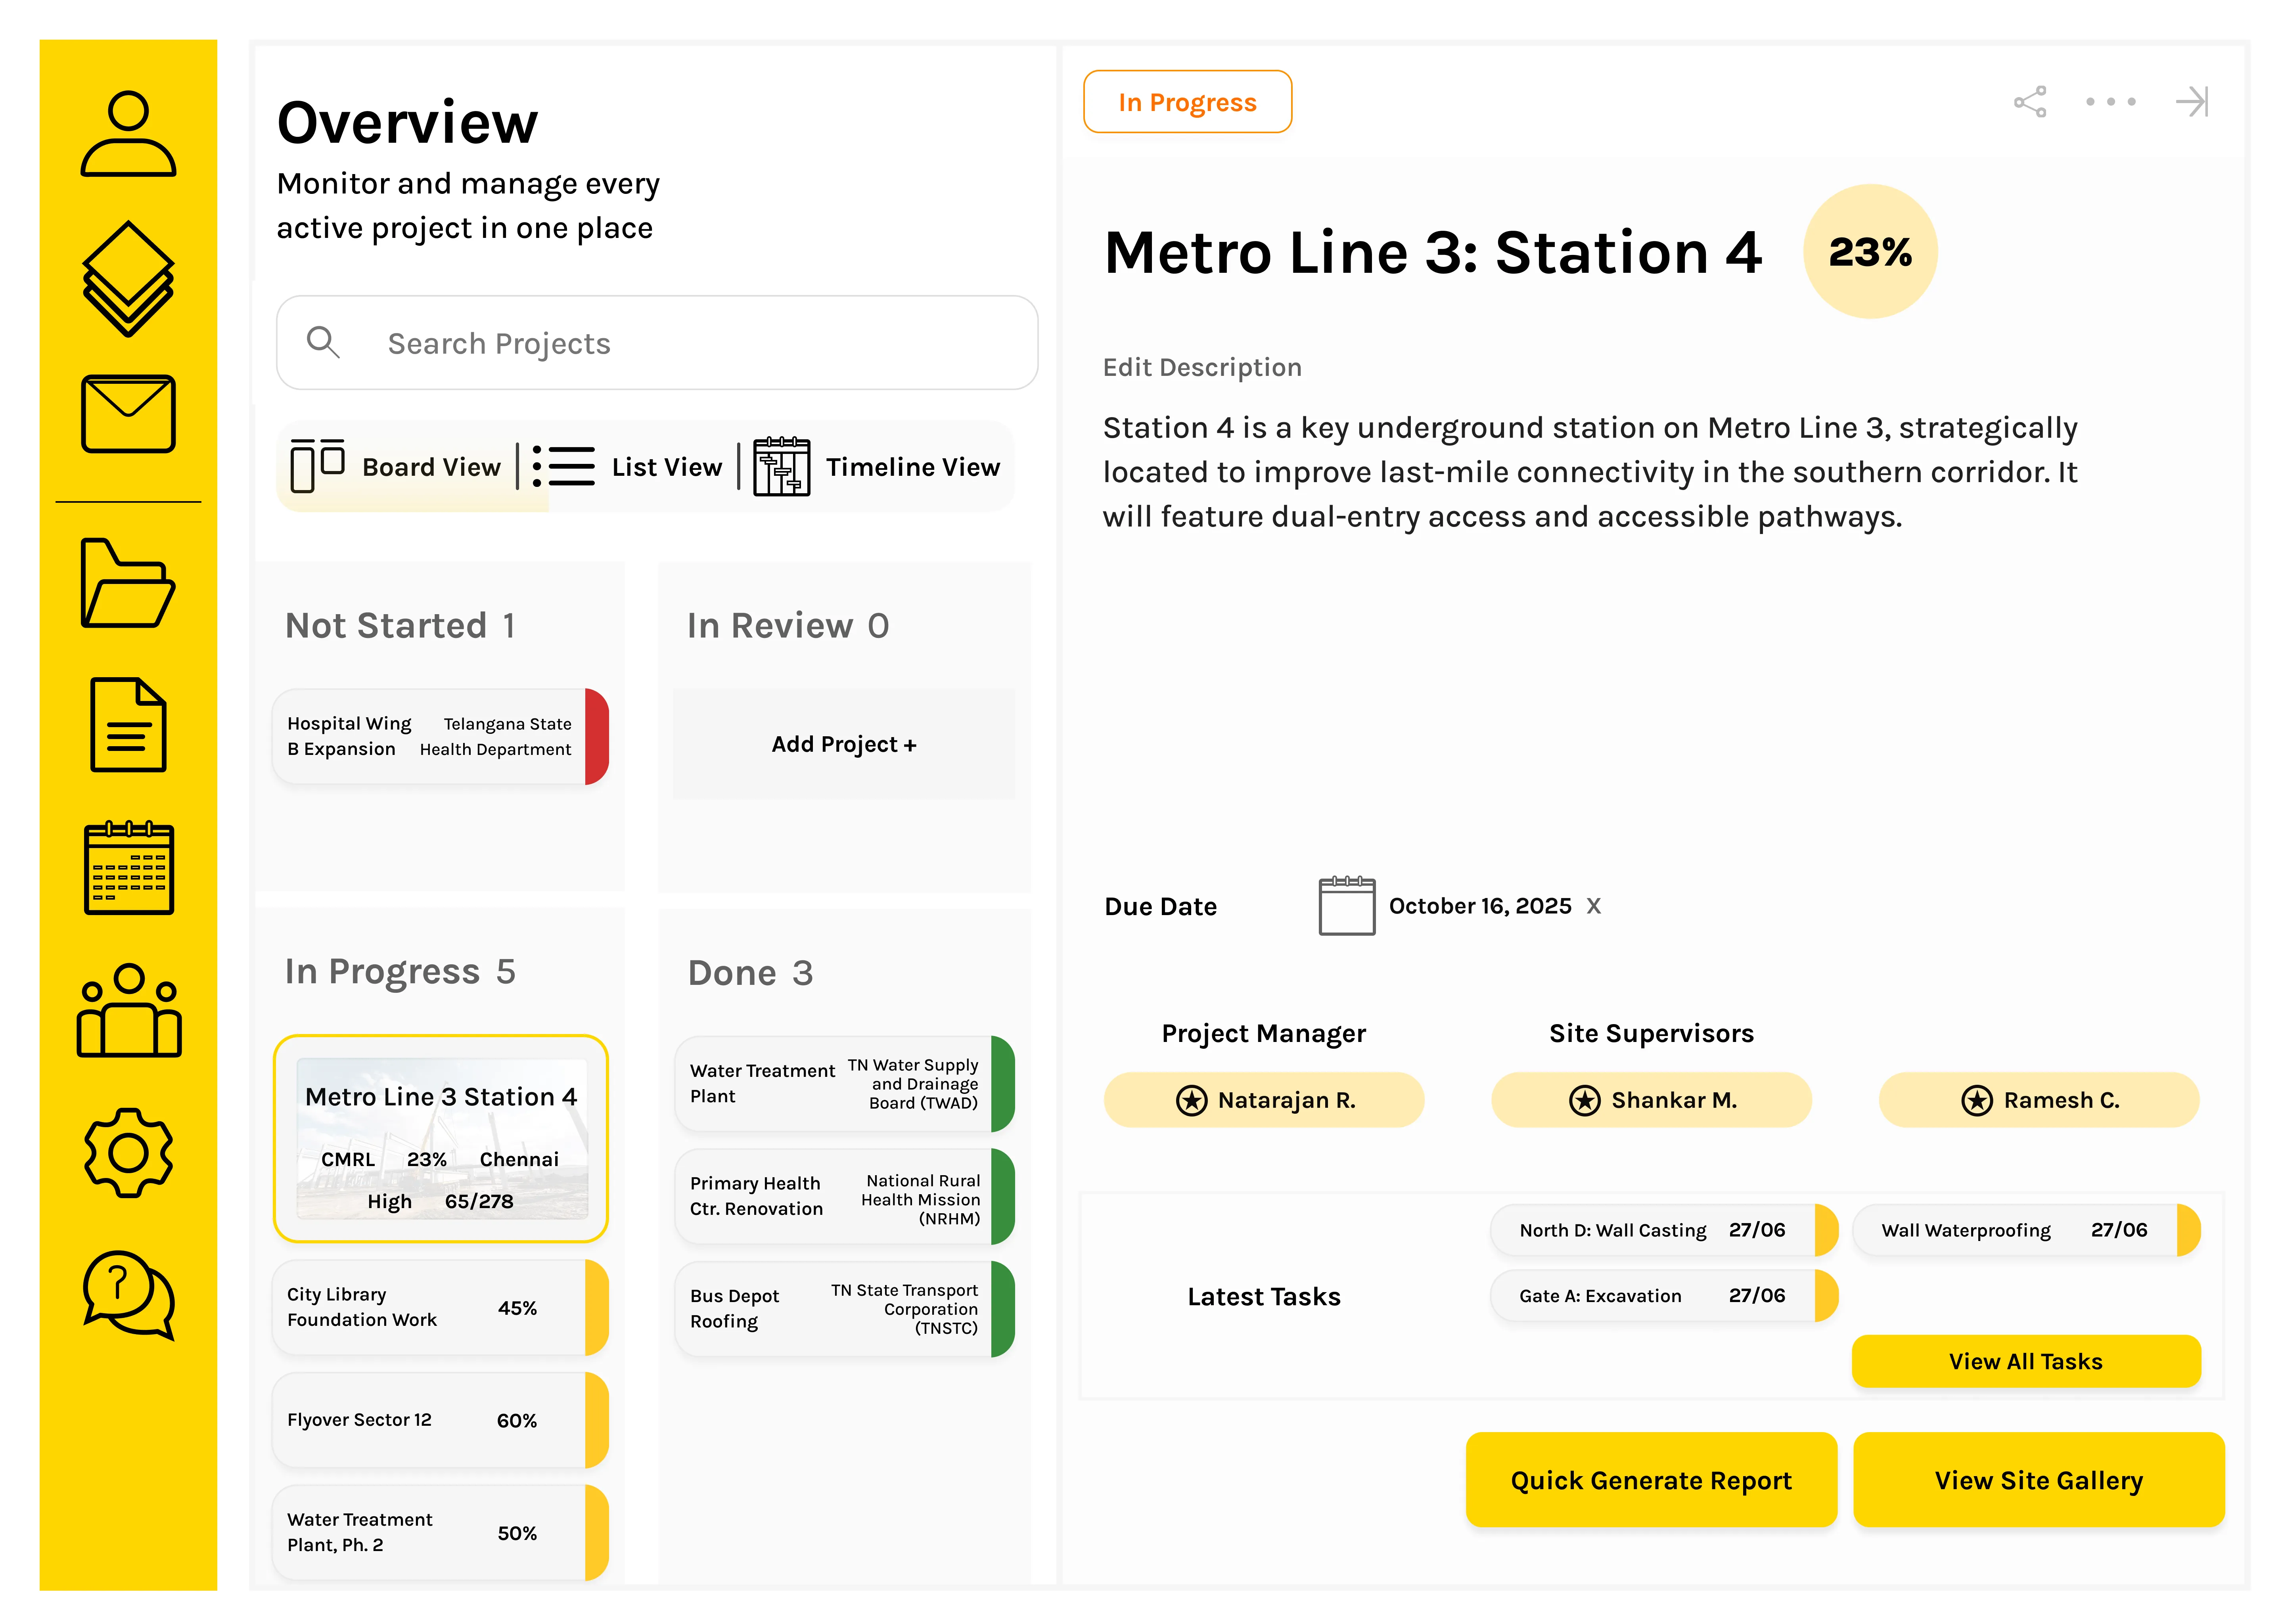 Overview
Monitor and manage every
active project in one place
Search Projects
Board View
List View
Timeline View
Not Started 1
Hospital Wing
B Expansion
Telangana State
Health Department
In Review 0
Add Project +
In Progress 5
Metro Line 3 Station 4
CMRL 23% Chennai
High 65/278
City Library
Foundation Work
45%
Flyover Sector 12
60%
Water Treatment
Plant, Ph. 2
50%
Done 3
Water Treatment
Plant
TN Water Supply
and Drainage
Board (TWAD)
Primary Health
Ctr. Renovation
National Rural
Health Mission
(NRHM)
Bus Depot
Roofing
TN State Transport
Corporation
(TNSTC)
In Progress
Metro Line 3: Station 4
23%
Edit Description
Station 4 is a key underground station on Metro Line 3, strategically
located to improve last-mile connectivity in the southern corridor. It
will feature dual-entry access and accessible pathways.
Due Date
October 16, 2025 X
Project Manager
Natarajan R.
Site Supervisors
Shankar M.
Ramesh C.
Latest Tasks
North D: Wall Casting 27/06
Wall Waterproofing 27/06
Gate A: Excavation 27/06
View All Tasks
Quick Generate Report
View Site Gallery
?